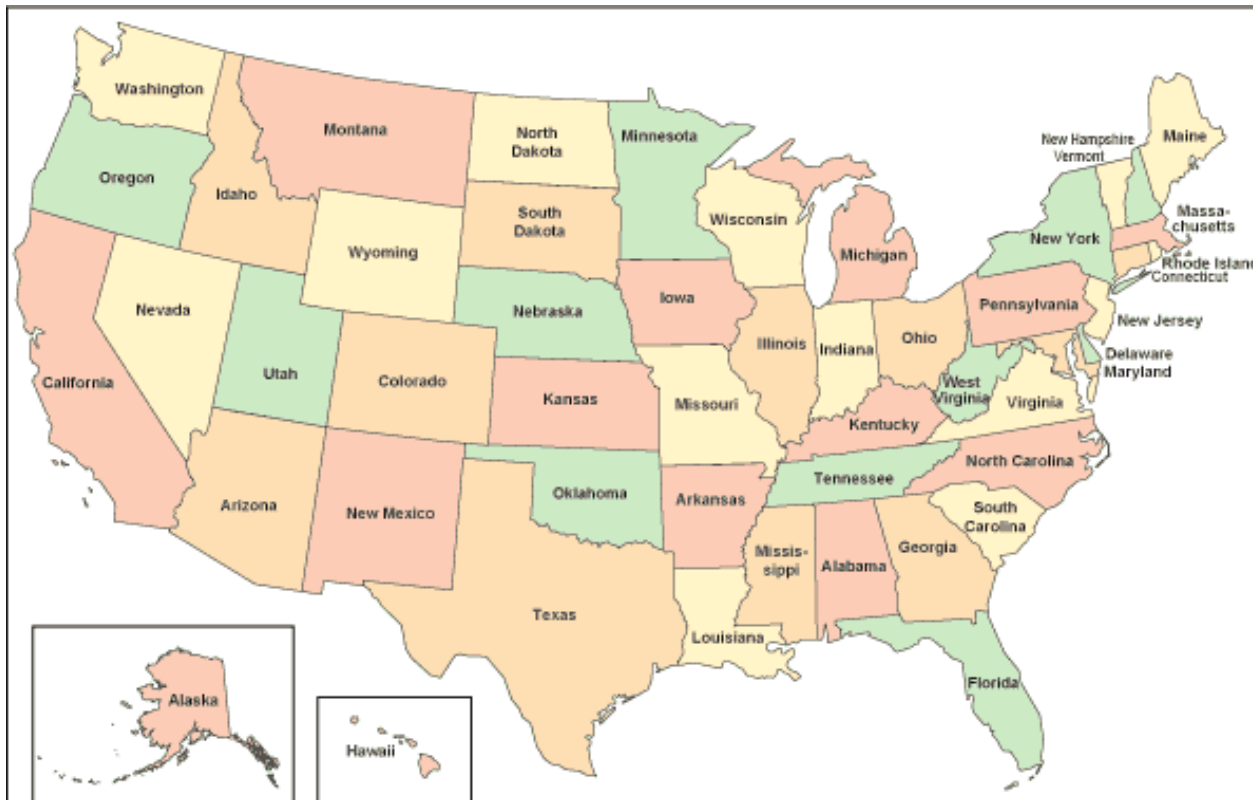 Washington
Montana
North
Dakota
Minnesota
New Hampshire
Vermont
Maine
Oregon
Idaho
South
Dakota
Wisconsin
Massa-
chusetts
New York
Wyoming
Michigan
Rhode Island
Connecticut
Iowa
Pennsylvania
Nevada
Nebraska
New Jersey
Illinois
Indiana
Ohio
Delaware
Maryland
California
Utah
Colorado
Kansas
Missouri
West
Virginia
Virginia
Kentucky
North Carolina
Tennessee
Arizona
New Mexico
Oklahoma
Arkansas
South
Carolina
Missis-
sippi
Alabama
Georgia
Texas
Louisiana
Florida
Alaska
Hawaii